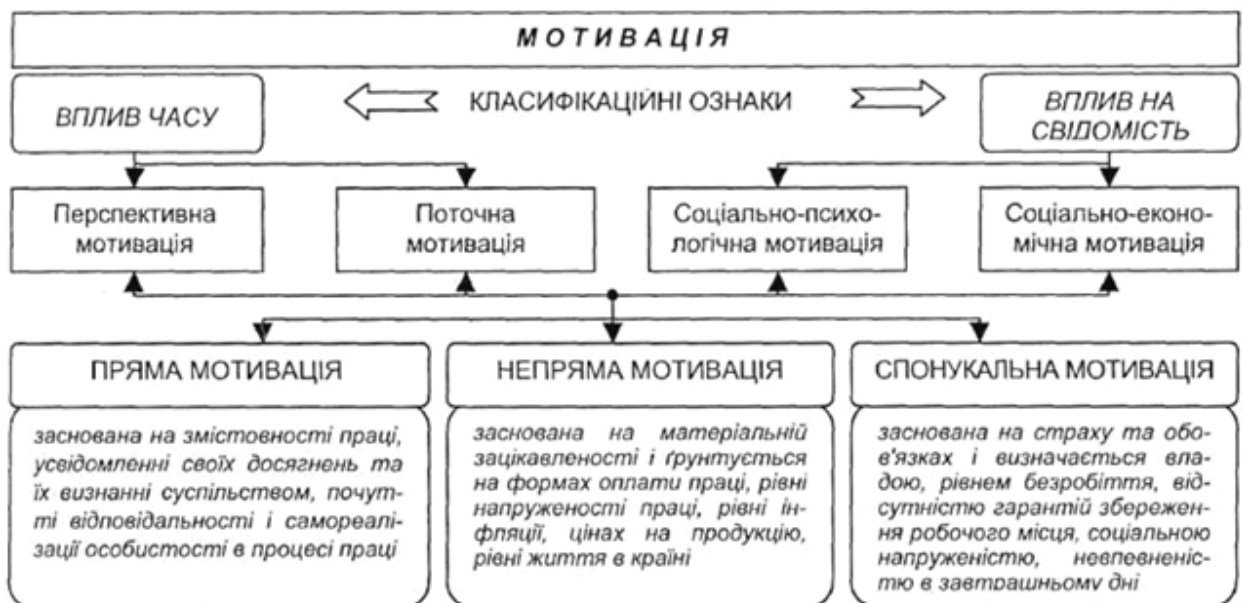 МОТИВАЦІЯ
ВПЛИВ ЧАСУ
КЛАСИФІКАЦІЙНІ ОЗНАКИ
ВПЛИВ НА
СВІДОМІСТЬ
Перспективна
мотивація
Поточна
мотивація
Соціально-психо-
логічна мотивація
Соціально-еконо-
мічна мотивація
ПРЯМА МОТИВАЦІЯ
заснована на змістовності праці,
усвідомленні своїх досягнень та
їх визнанні суспільством, почут-
ті відповідальності і самореалі-
зації особистості в процесі праці
НЕПРЯМА МОТИВАЦІЯ
заснована на матеріальній
зацікавленості і ґрунтується
на формах оплати праці, рівні
напруженості праці, рівні ін-
фляції, цінах на продукцію,
рівні життя в країні
СПОНУКАЛЬНА МОТИВАЦІЯ
заснована на страху та обо-
в'язках і визначається вла-
дою, рівнем безробіття, від-
сутністю гарантій збережен-
ня робочого місця, соціальною
напруженістю, невпевненіс-
тю в завтрашньому дні